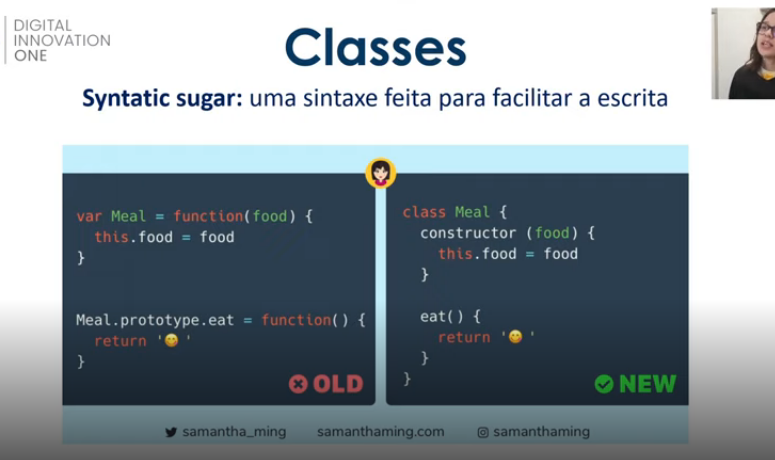 DIGITAL
INNOVATION
ONE
Classes
Syntatic sugar: uma sintaxe feita para facilitar a escrita
var Meal = function(food) {
this.food = food
}
Meal.prototype.eat = function() {
return '😋 '
}
OLD
class Meal {
constructor (food) {
this.food = food
}
eat() {
return '😋 '
}
}
NEW
samantha_ming samanthaming.com samanthaming